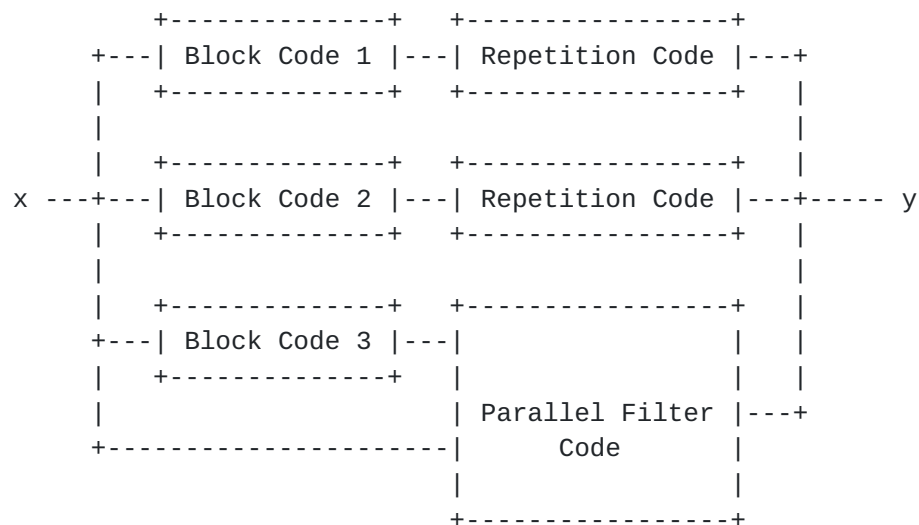 Block Code 1 Repetition Code
x Block Code 2 Repetition Code y
Block Code 3
Parallel Filter
Code